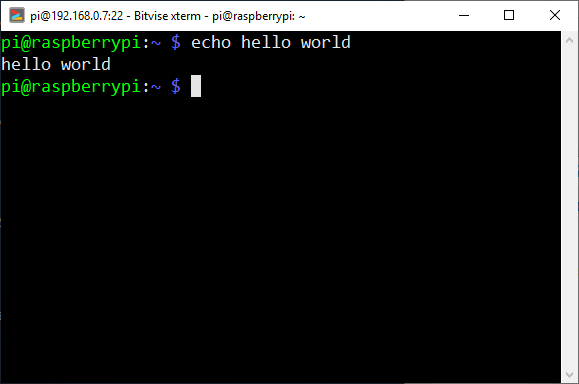 pi@192.168.0.7:22 - Bitvise xterm - pi@raspberrypi: ~
pi@raspberrypi:~ $ echo hello world
hello world
pi@raspberrypi:~ $